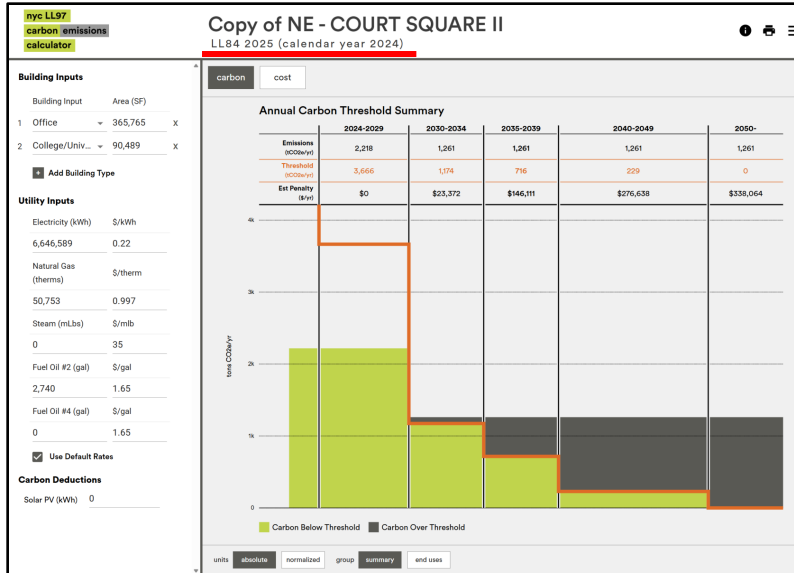 nyc LL97
carbon emissions
calculator
Copy of NE - COURT SQUARE II
LL84 2025 (calendar year 2024)
Building Inputs
Building Input Area (SF)
1 Office 365,765 x
2 College/Univ... 90,489 x
+ Add Building Type
Utility Inputs
Electricity (kWh) $/kWh
6,646,589 0.22
Natural Gas (therms) $/therm
50,753 0.997
Steam (mLbs) $/mlb
0 35
Fuel Oil #2 (gal) $/gal
2,740 1.65
Fuel Oil #4 (gal) $/gal
0 1.65
Use Default Rates
Carbon Deductions
Solar PV (kWh) 0
carbon cost
Annual Carbon Threshold Summary
2024-2029 2030-2034 2035-2039 2040-2049 2050-
Emissions (tCO2e/yr) 2,218 1,261 1,261 1,261 1,261
Threshold (tCO2e/yr) 3,666 1,174 716 229 0
Est Penalty ($/yr) $0 $23,372 $146,111 $276,638 $338,064
4k
3k
2k
1k
0
tons CO2e/yr
Carbon Below Threshold Carbon Over Threshold
units absolute normalized group summary end uses